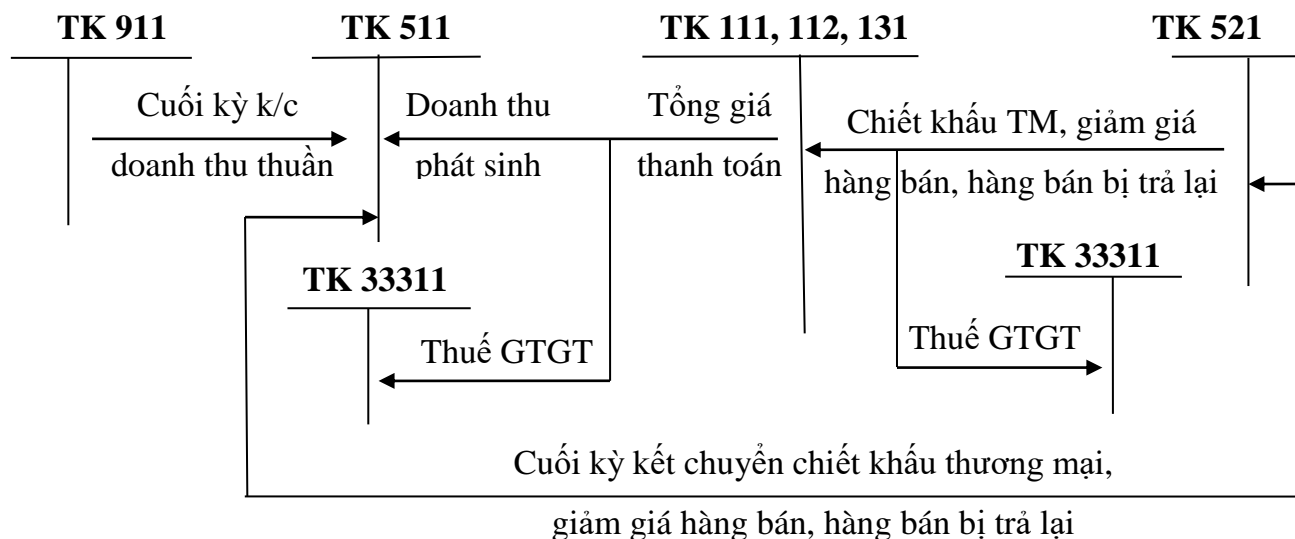 TK 911
TK 511
TK 111, 112, 131
TK 521
Cuối kỳ k/c
doanh thu thuần
Doanh thu
phát sinh
Tổng giá
thanh toán
Chiết khấu TM, giảm giá
hàng bán, hàng bán bị trả lại
TK 33311
Thuế GTGT
TK 33311
Thuế GTGT
Cuối kỳ kết chuyển chiết khấu thương mại,
giảm giá hàng bán, hàng bán bị trả lại